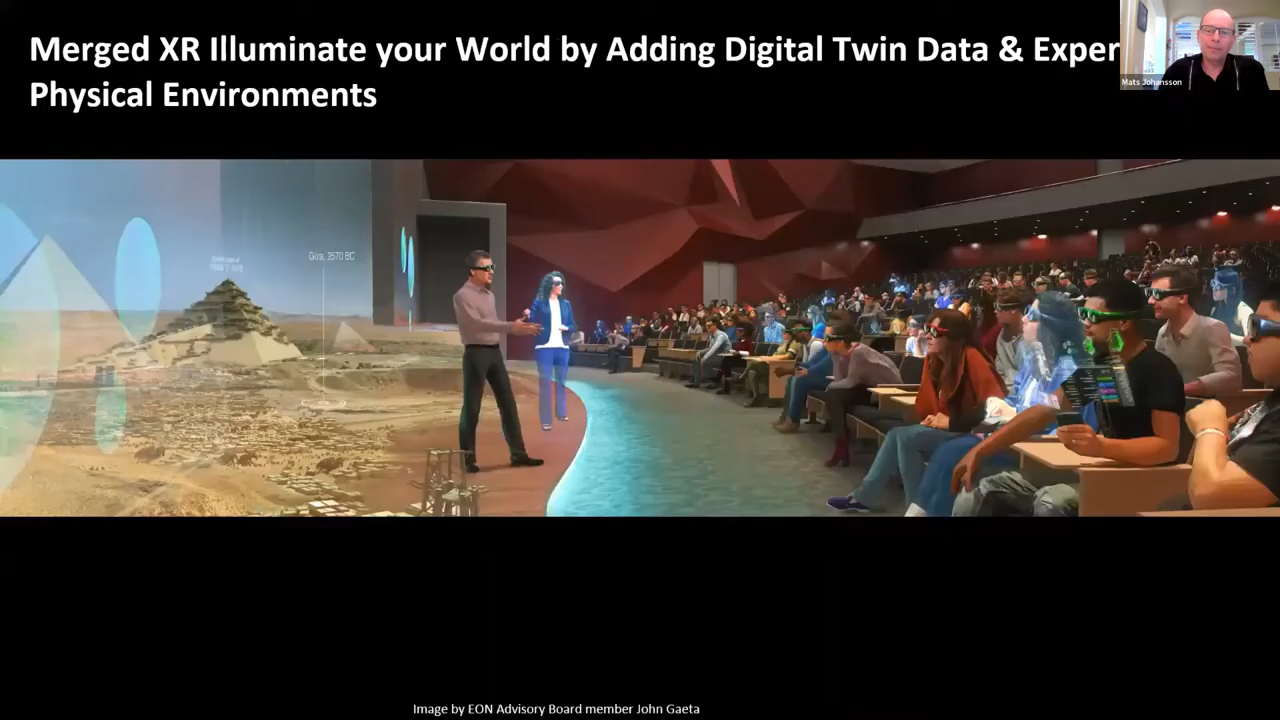 Merged XR Illuminate your World by Adding Digital Twin Data & Exper
Physical Environments
Mats Johansson
Giza, 2570 BC
Image by EON Advisory Board member John Gaeta